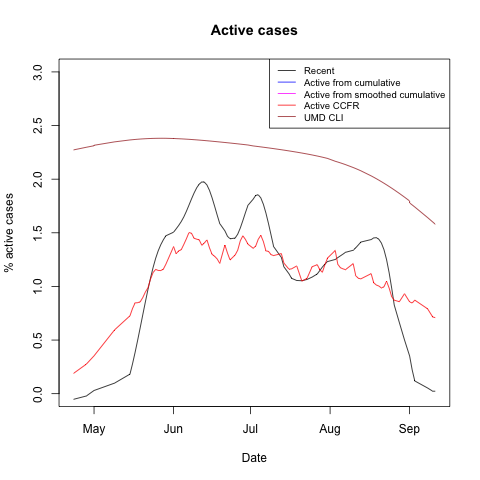 Active cases
Recent
Active from cumulative
Active from smoothed cumulative
Active CCFR
UMD CLI
% active cases
3.0
2.5
2.0
1.5
1.0
0.5
0.0
May Jun Jul Aug Sep
Date